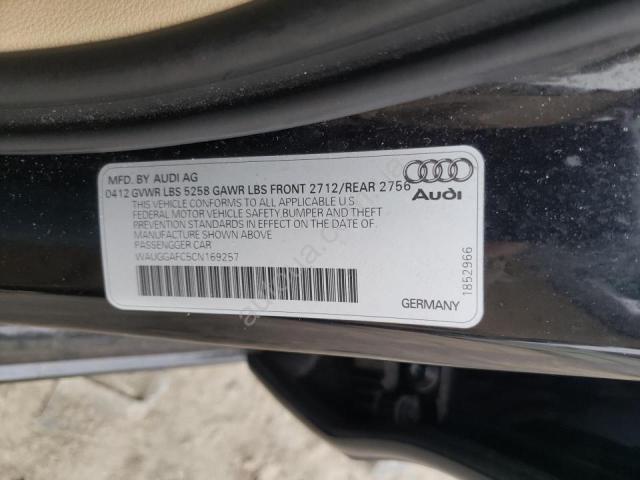 MFD. BY AUDI AG
0412 GVWR LBS 5258 GAWR LBS FRONT 2712/REAR 2756
THIS VEHICLE CONFORMS TO ALL APPLICABLE U S
FEDERAL MOTOR VEHICLE SAFETY,BUMPER AND THEFT
PREVENTION STANDARDS IN EFFECT ON THE DATE OF
MANUFACTURE SHOWN ABOVE
PASSENGGER CAR
WAUGGAFC5CN169257
Audi
1852966
GERMANY